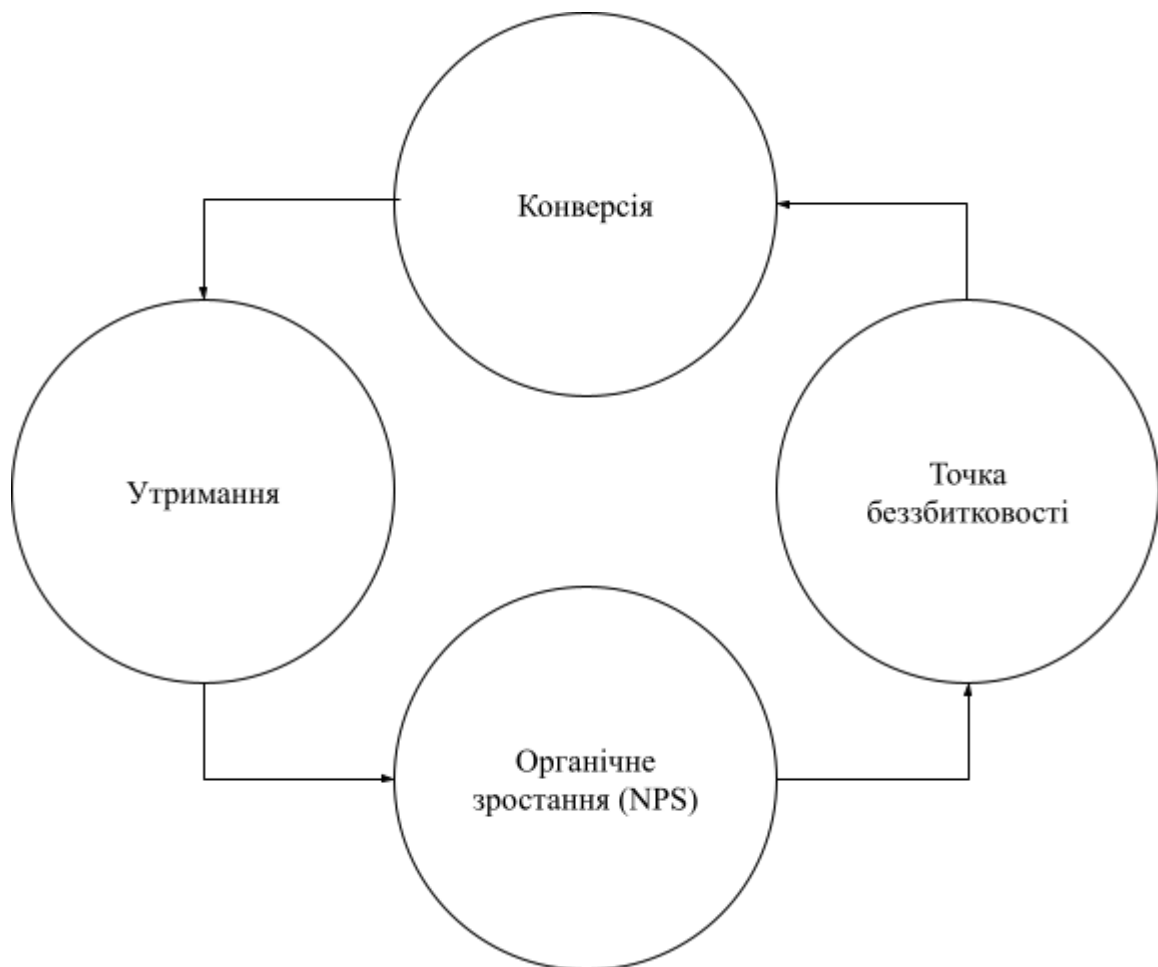 Конверсія
Утримання
Точка
беззбитковості
Органічне
зростання (NPS)